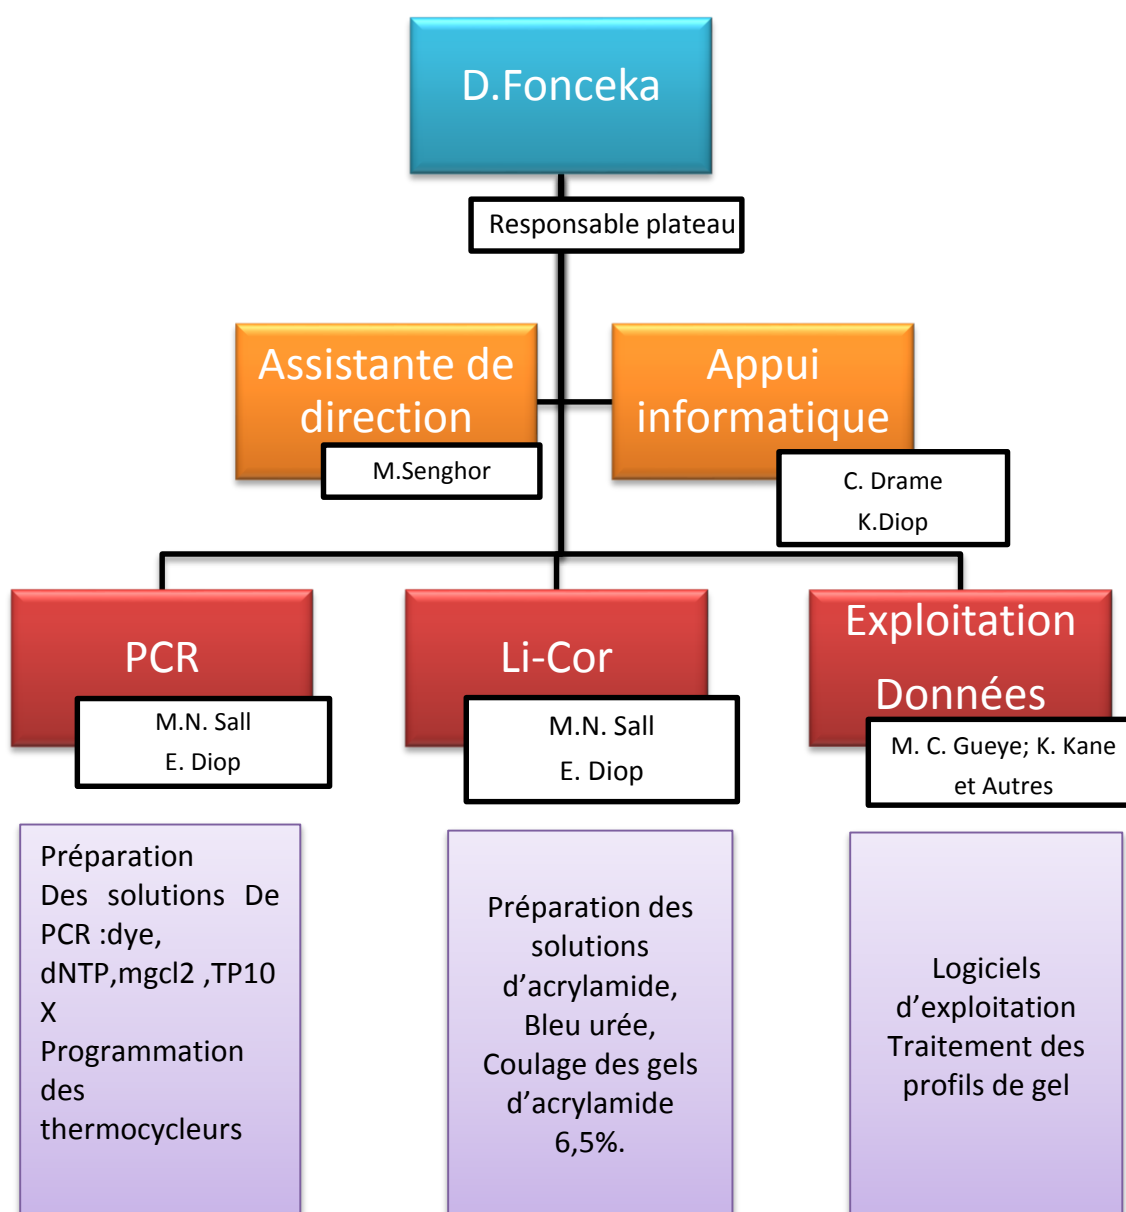 D.Fonceka
Responsable plateau
Assistante de
direction
M.Senghor
Appui
informatique
C. Drame
K.Diop
PCR
M.N. Sall
E. Diop
Li-Cor
M.N. Sall
E. Diop
Exploitation
Données
M. C. Gueye; K. Kane
et Autres
Préparation
Des solutions De
PCR :dye,
dNTP,mgcl2 ,TP10
X
Programmation
des
thermocycleurs
Préparation des
solutions
d’acrylamide,
Bleu urée,
Coulage des gels
d’acrylamide
6,5%.
Logiciels
d’exploitation
Traitement des
profils de gel